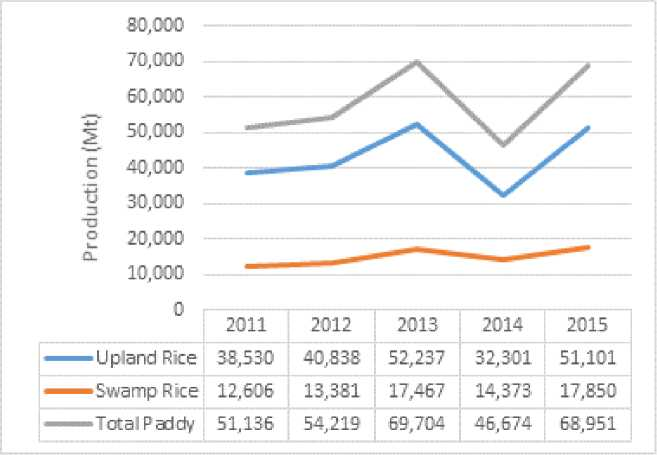 80,000
70,000
60,000
50,000
40,000
30,000
20,000
10,000
0
Production (Mt)
2011 2012 2013 2014 2015
Upland Rice 38,530 40,838 52,237 32,301 51,101
Swamp Rice 12,606 13,381 17,467 14,373 17,850
Total Paddy 51,136 54,219 69,704 46,674 68,951